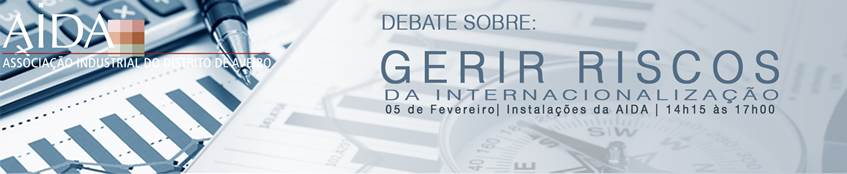 AIDA
ASSOCIAÇÃO INDUSTRIAL DO DISTRITO DE AVEIRO
DEBATE SOBRE:
GERIR RISCOS
DA INTERNACIONALIZAÇÃO
05 de Fevereiro| Instalações da AIDA | 14h15 às 17h00